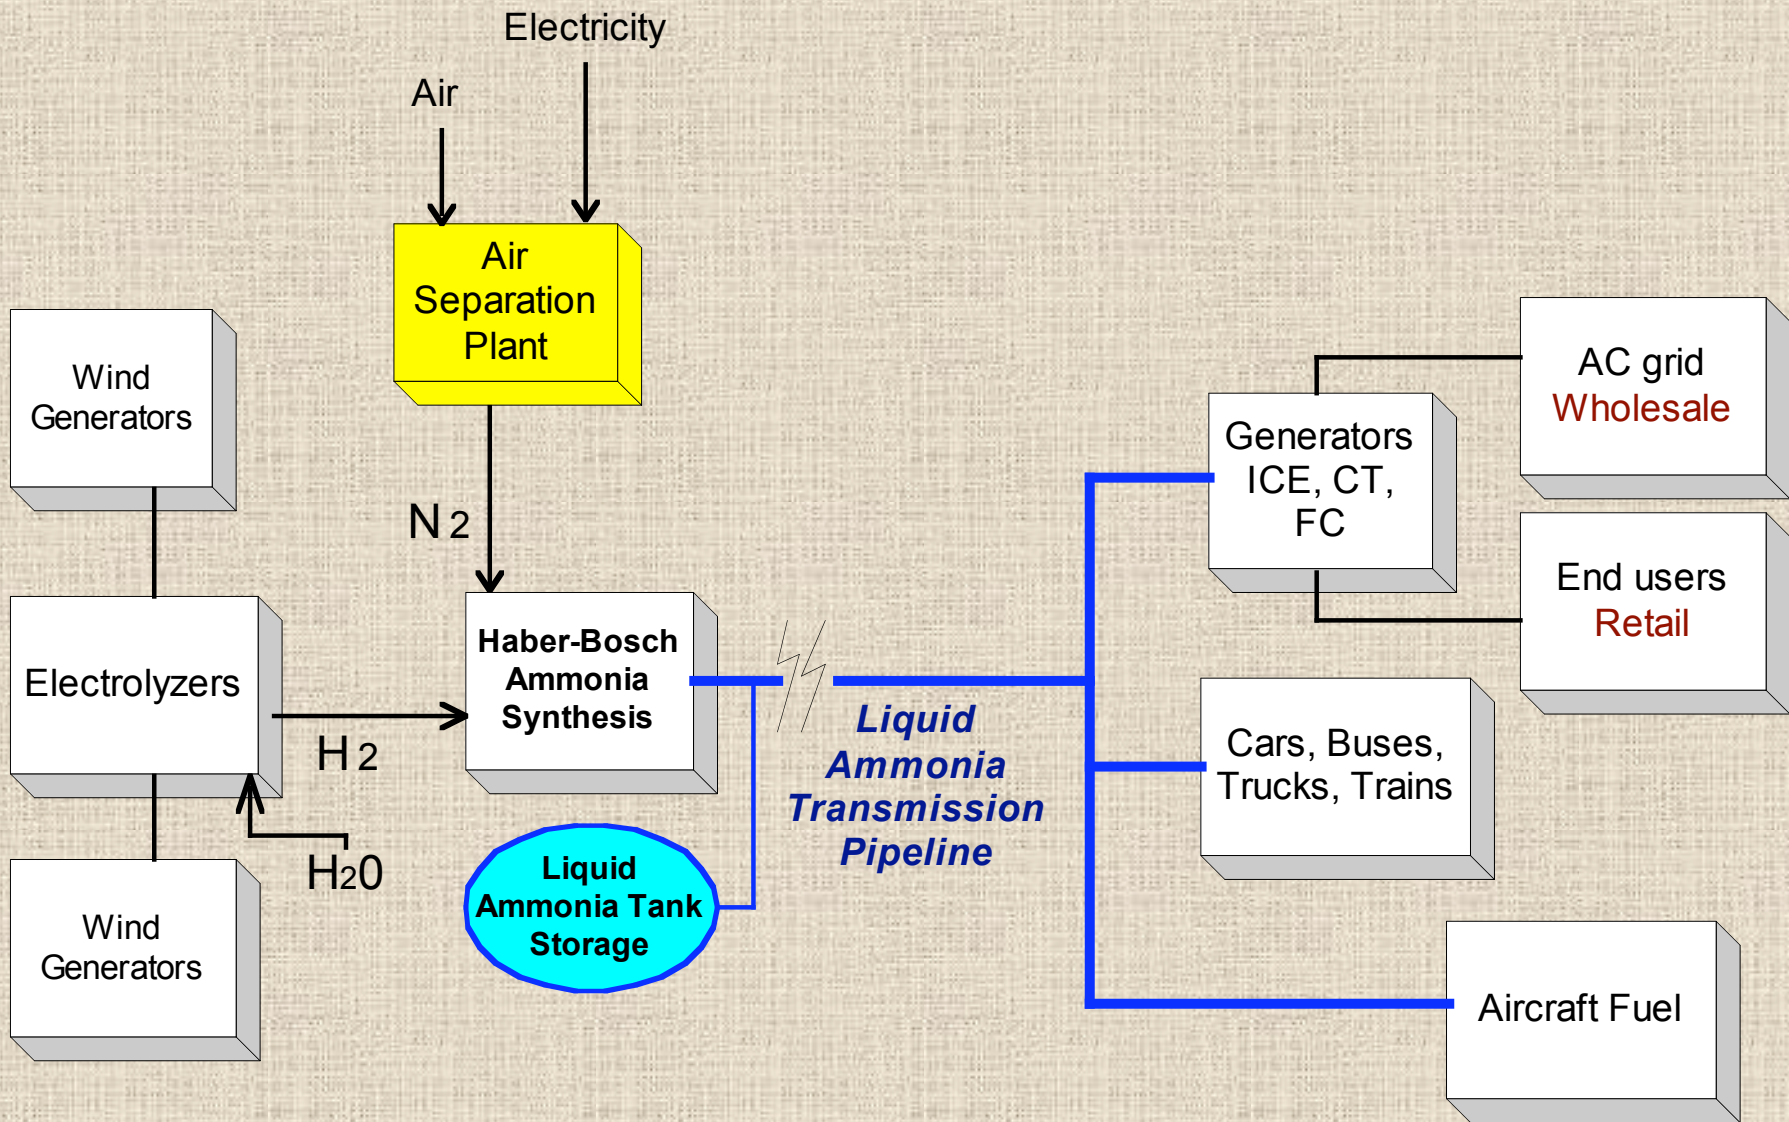 Electricity
Air
Air
Separation
Plant
Wind
Generators
N 2
Electrolyzers
H 2
H20
Wind
Generators
Haber-Bosch
Ammonia
Synthesis
Liquid
Ammonia Tank
Storage
Liquid
Ammonia
Transmission
Pipeline
Generators
ICE, CT,
FC
AC grid
Wholesale
End users
Retail
Cars, Buses,
Trucks, Trains
Aircraft Fuel